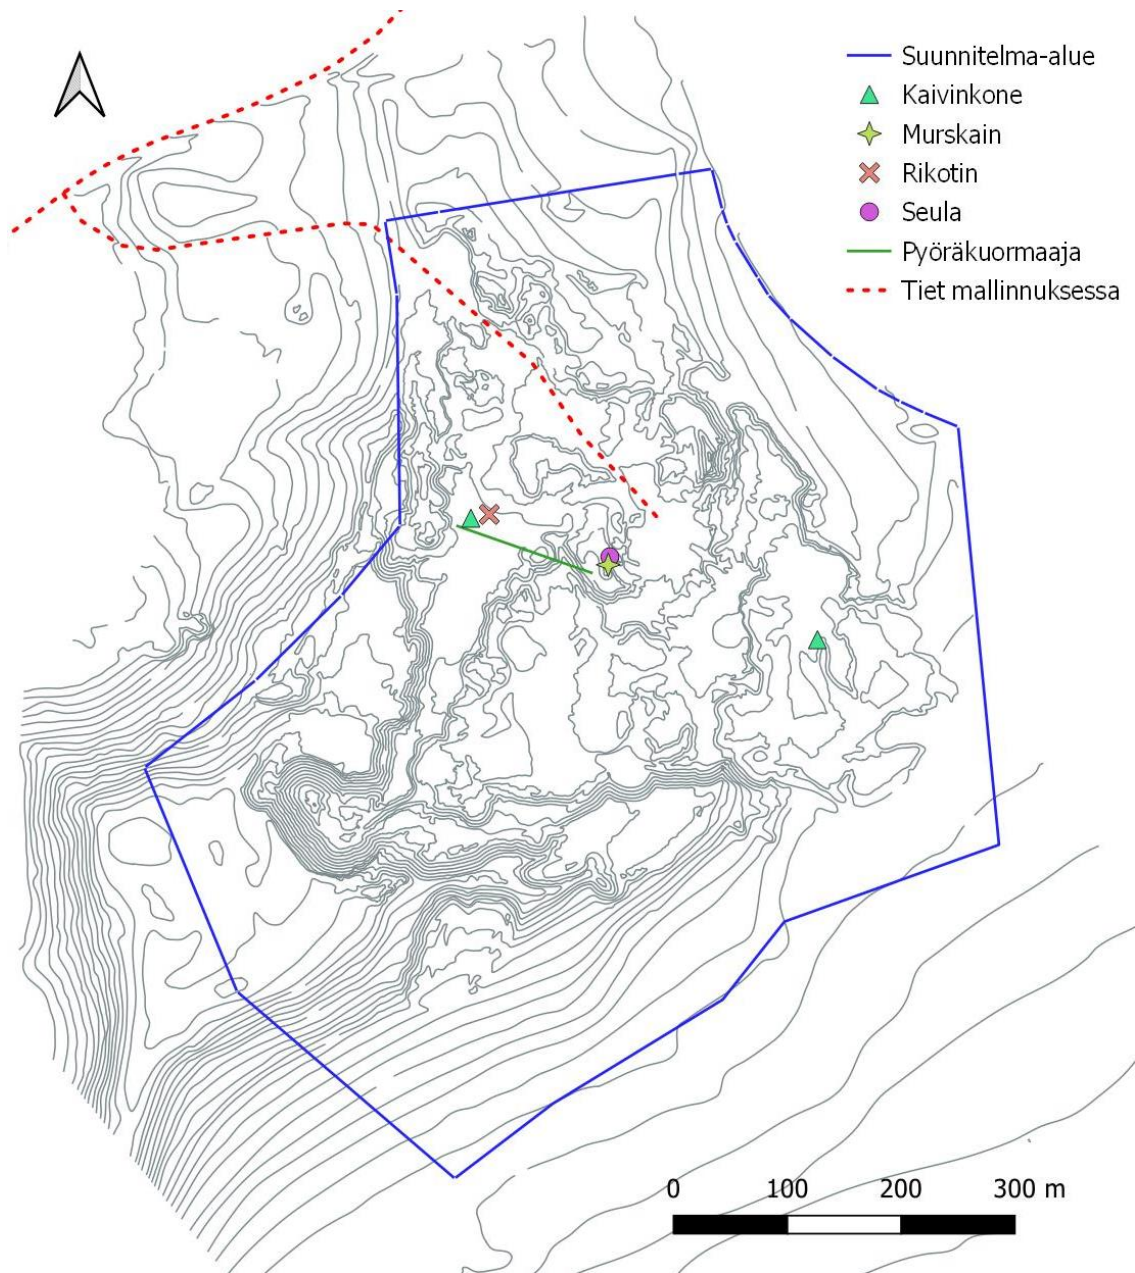 Suunnitelma-alue
Kaivinkone
Murskain
Rikotin
Seula
Pyöräkuormaaja
Tiet mallinnuksessa
0 100 200 300 m